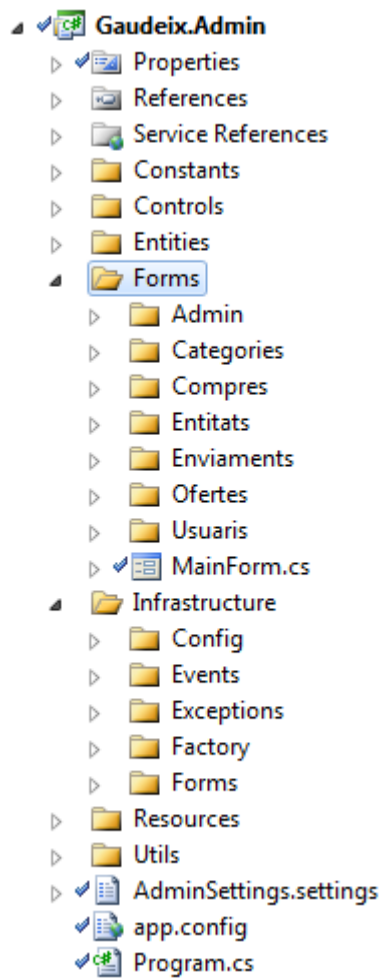 Gaudeix.Admin
Properties
References
Service References
Constants
Controls
Entities
Forms
Admin
Categories
Compres
Entitats
Enviaments
Ofertes
Usuaris
MainForm.cs
Infrastructure
Config
Events
Exceptions
Factory
Forms
Resources
Utils
AdminSettings.settings
app.config
Program.cs